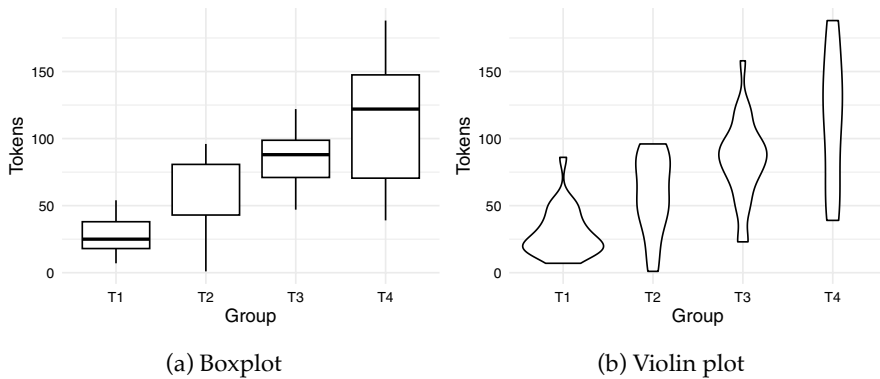 Tokens
150
100
50
0
T1 T2 T3 T4
Group
(a) Boxplot
Tokens
150
100
50
0
T1 T2 T3 T4
Group
(b) Violin plot